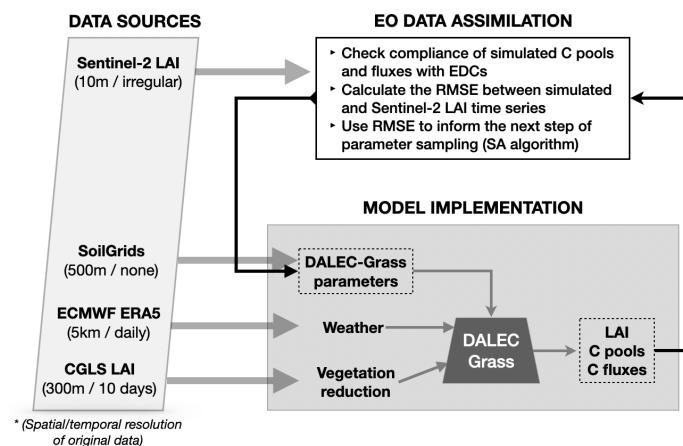 DATA SOURCES
Sentinel-2 LAI
(10m / irregular)
SoilGrids
(500m / none)
ECMWF ERA5
(5km / daily)
CGLS LAI
(300m / 10 days)
* (Spatial/temporal resolution
of original data)
EO DATA ASSIMILATION
‣ Check compliance of simulated C pools
and fluxes with EDCs
‣ Calculate the RMSE between simulated
and Sentinel-2 LAI time series
‣ Use RMSE to inform the next step of
parameter sampling (SA algorithm)
MODEL IMPLEMENTATION
DALEC-Grass
parameters
Weather
Vegetation
reduction
DALEC
Grass
LAI
C pools
C fluxes